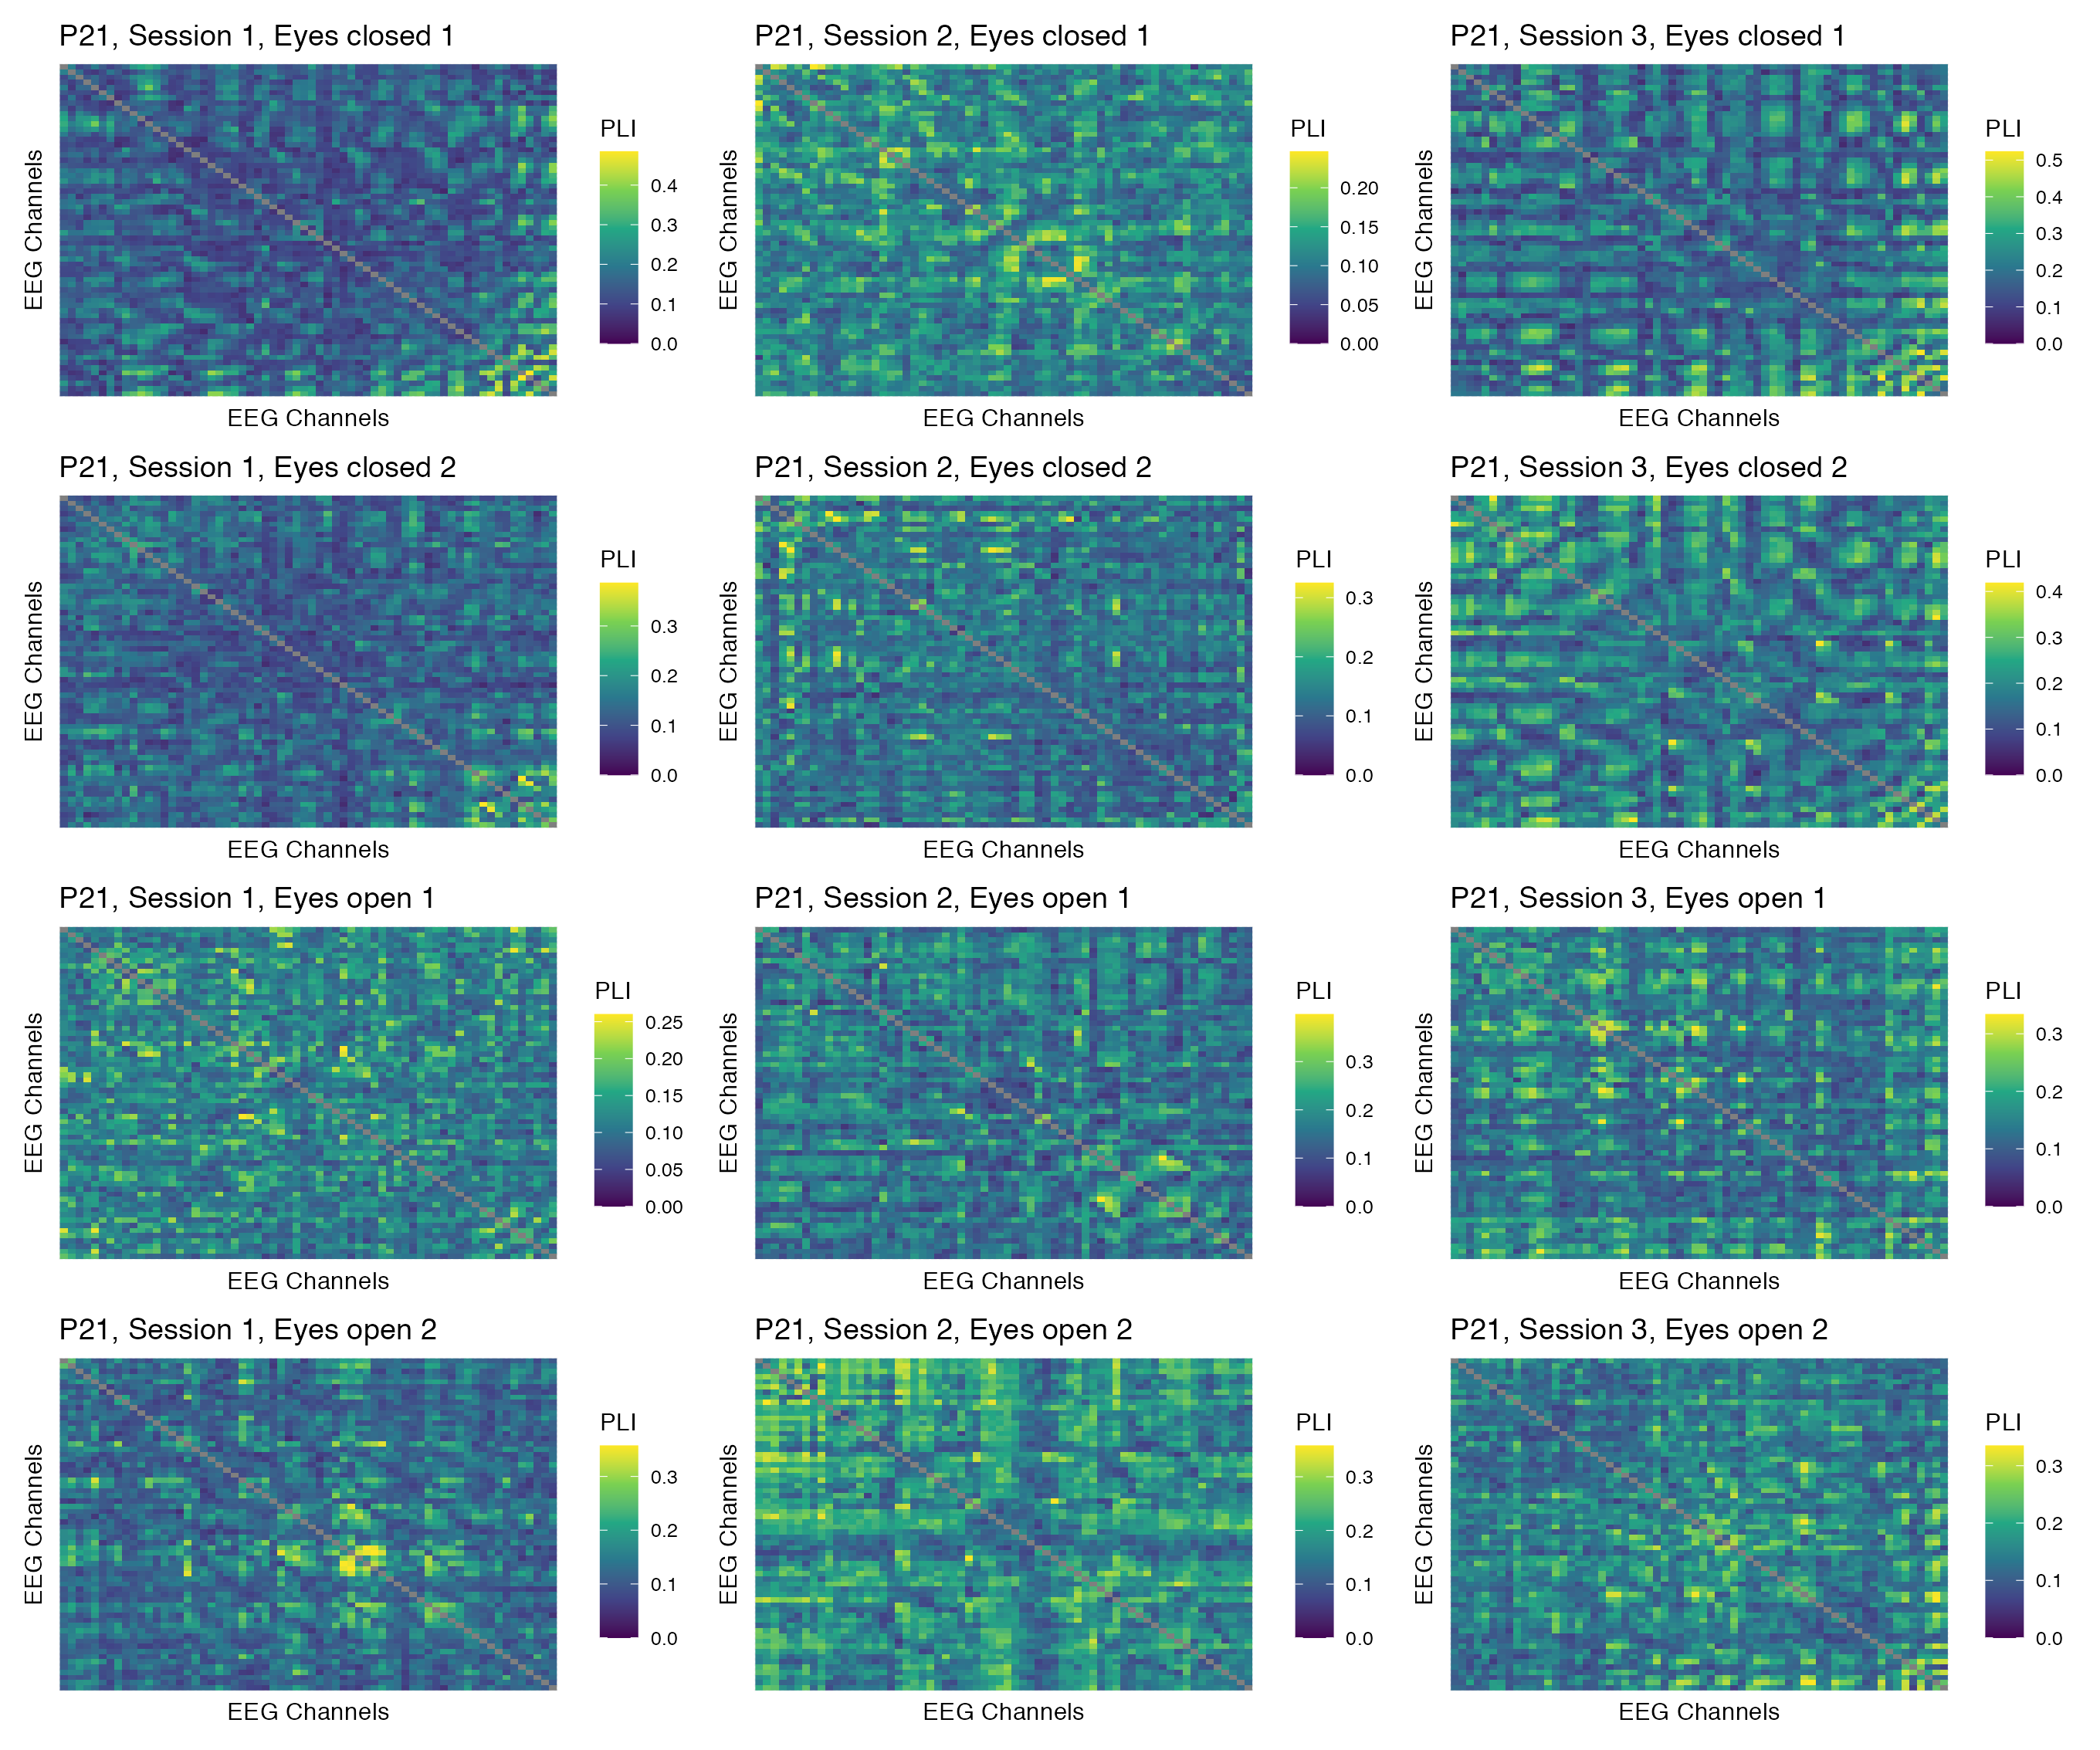 P21, Session 1, Eyes closed 1
EEG Channels
EEG Channels
PLI
0.4
0.3
0.2
0.1
0.0
P21, Session 2, Eyes closed 1
EEG Channels
EEG Channels
PLI
0.20
0.15
0.10
0.05
0.00
P21, Session 3, Eyes closed 1
EEG Channels
EEG Channels
PLI
0.5
0.4
0.3
0.2
0.1
0.0
P21, Session 1, Eyes closed 2
EEG Channels
EEG Channels
PLI
0.3
0.2
0.1
0.0
P21, Session 2, Eyes closed 2
EEG Channels
EEG Channels
PLI
0.3
0.2
0.1
0.0
P21, Session 3, Eyes closed 2
EEG Channels
EEG Channels
PLI
0.4
0.3
0.2
0.1
0.0
P21, Session 1, Eyes open 1
EEG Channels
EEG Channels
PLI
0.25
0.20
0.15
0.10
0.05
0.00
P21, Session 2, Eyes open 1
EEG Channels
EEG Channels
PLI
0.3
0.2
0.1
0.0
P21, Session 3, Eyes open 1
EEG Channels
EEG Channels
PLI
0.3
0.2
0.1
0.0
P21, Session 1, Eyes open 2
EEG Channels
EEG Channels
PLI
0.3
0.2
0.1
0.0
P21, Session 2, Eyes open 2
EEG Channels
EEG Channels
PLI
0.3
0.2
0.1
0.0
P21, Session 3, Eyes open 2
EEG Channels
EEG Channels
PLI
0.3
0.2
0.1
0.0